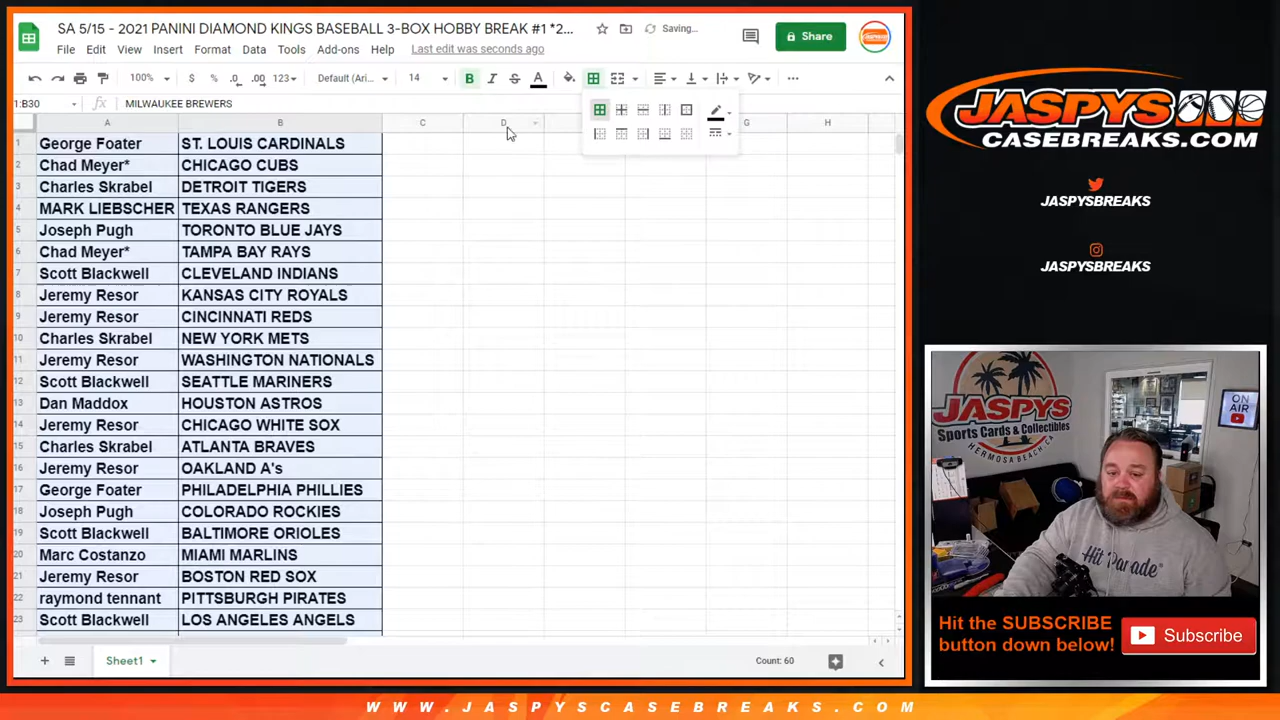 SA 5/15 - 2021 PANINI DIAMOND KINGS BASEBALL 3-BOX HOBBY BREAK #1 *2...
Saving...
Share
File Edit View Insert Format Data Tools Add-ons Help Last edit was seconds ago
100% $ % .0 .00 123 Default (Ari... 14 B I S A
1:B30 fx MILWAUKEE BREWERS
A B C D G H
1 George Foater ST. LOUIS CARDINALS
2 Chad Meyer* CHICAGO CUBS
3 Charles Skrabel DETROIT TIGERS
4 MARK LIEBSCHER TEXAS RANGERS
5 Joseph Pugh TORONTO BLUE JAYS
6 Chad Meyer* TAMPA BAY RAYS
7 Scott Blackwell CLEVELAND INDIANS
8 Jeremy Resor KANSAS CITY ROYALS
9 Jeremy Resor CINCINNATI REDS
10 Charles Skrabel NEW YORK METS
11 Jeremy Resor WASHINGTON NATIONALS
12 Scott Blackwell SEATTLE MARINERS
13 Dan Maddox HOUSTON ASTROS
14 Jeremy Resor CHICAGO WHITE SOX
15 Charles Skrabel ATLANTA BRAVES
16 Jeremy Resor OAKLAND A's
17 George Foater PHILADELPHIA PHILLIES
18 Joseph Pugh COLORADO ROCKIES
19 Scott Blackwell BALTIMORE ORIOLES
20 Marc Costanzo MIAMI MARLINS
21 Jeremy Resor BOSTON RED SOX
22 raymond tennant PITTSBURGH PIRATES
23 Scott Blackwell LOS ANGELES ANGELS
Sheet1
Count: 60
JASPYS
CASEBREAKS.COM
JASPYSBREAKS
JASPYSBREAKS
JASPYS
Sports Cards & Collectibles
HERMOSA BEACH, CA
ON AIR
Hit Parade
Hit the SUBSCRIBE
button down below!
Subscribe
WWW.JASPYSCASEBREAKS.COM